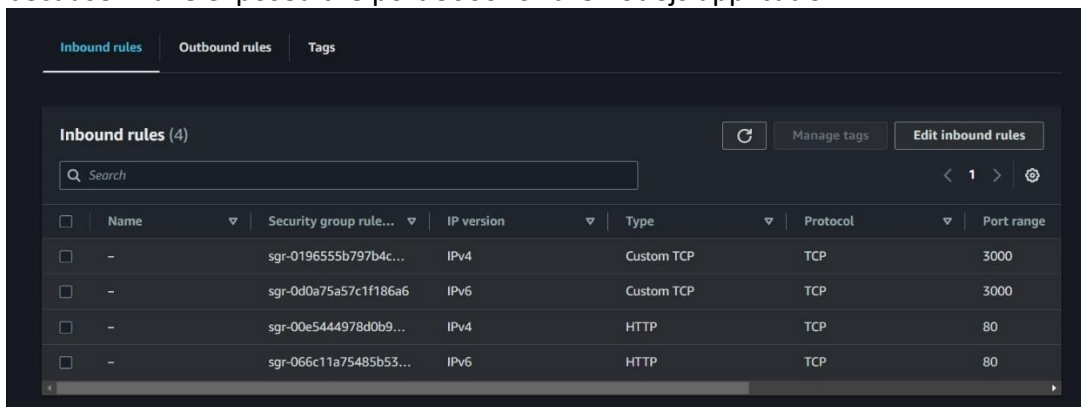 Inbound rules Outbound rules Tags
Inbound rules (4) Manage tags Edit inbound rules
Search 1
Name Security group rule... IP version Type Protocol Port range
– sgr-0196555b797b4c... IPv4 Custom TCP TCP 3000
– sgr-0d0a75a57c1f186a6 IPv6 Custom TCP TCP 3000
– sgr-00e5444978d0b9... IPv4 HTTP TCP 80
– sgr-066c11a75485b53... IPv6 HTTP TCP 80